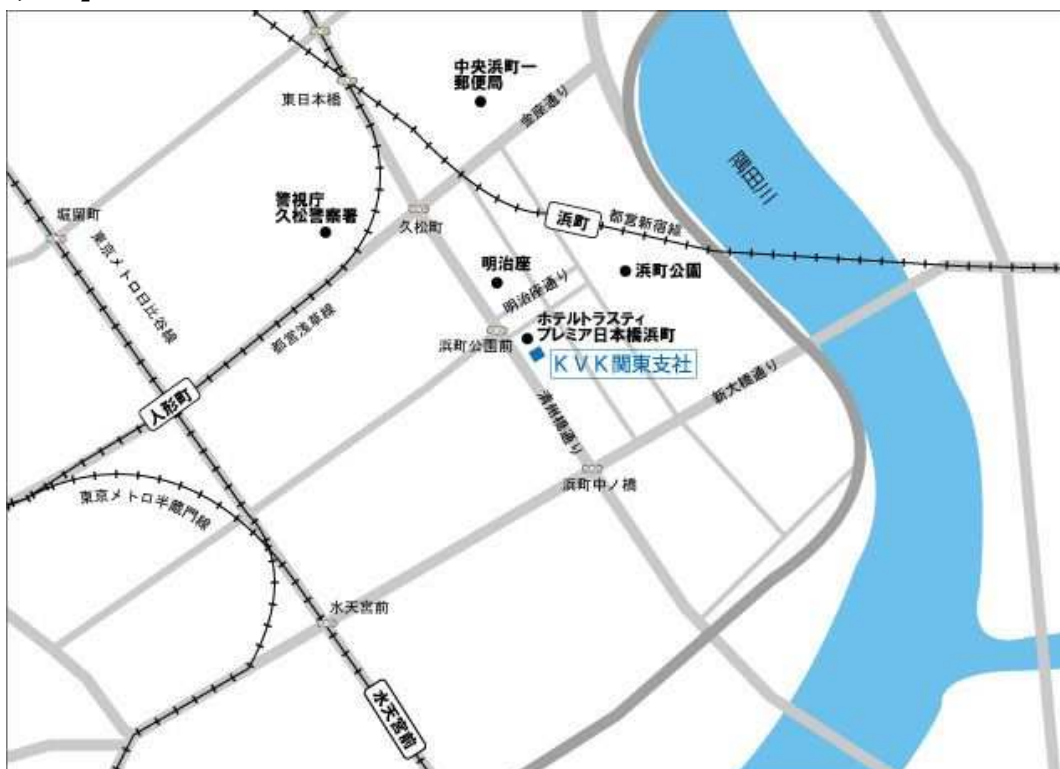 中央浜町一
郵便局
東日本橋
金座通り
隅田川
警視庁
久松警察署
堀留町
久松町
浜町
都営新宿線
東京メトロ日比谷線
明治座
浜町公園
明治座通り
都営浅草線
ホテルトラスティ
プレミア日本橋浜町
浜町公園前
KVK関東支社
新大橋通り
人形町
清州橋通り
浜町中ノ橋
東京メトロ半蔵門線
水天宮前
水天宮前